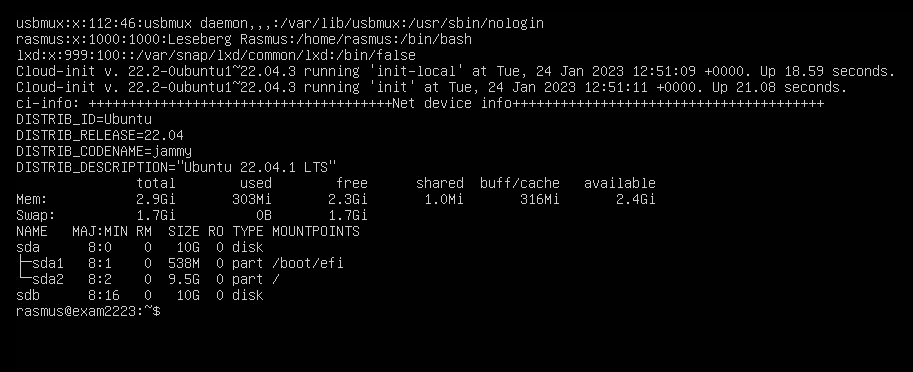 usbmux:x:112:46:usbmux daemon,,,:/var/lib/usbmux:/usr/sbin/nologin
rasmus:x:1000:1000:Leseberg Rasmus:/home/rasmus:/bin/bash
lxd:x:999:100::/var/snap/lxd/common/lxd:/bin/false
Cloud-init v. 22.2-0ubuntu1~22.04.3 running 'init-local' at Tue, 24 Jan 2023 12:51:09 +0000. Up 18.59 seconds.
Cloud-init v. 22.2-0ubuntu1~22.04.3 running 'init' at Tue, 24 Jan 2023 12:51:11 +0000. Up 21.08 seconds.
ci-info: ++++++++++++++++++++++++++++++++++++++Net device info+++++++++++++++++++++++++++++++++++++++
DISTRIB_ID=Ubuntu
DISTRIB_RELEASE=22.04
DISTRIB_CODENAME=jammy
DISTRIB_DESCRIPTION="Ubuntu 22.04.1 LTS"
               total        used        free      shared  buff/cache   available
Mem:           2.9Gi       303Mi       2.3Gi       1.0Mi       316Mi       2.4Gi
Swap:          1.7Gi          0B       1.7Gi
NAME   MAJ:MIN RM  SIZE RO TYPE MOUNTPOINTS
sda      8:0    0   10G  0 disk
├─sda1   8:1    0  538M  0 part /boot/efi
└─sda2   8:2    0  9.5G  0 part /
sdb      8:16   0   10G  0 disk
rasmus@exam2223:~$